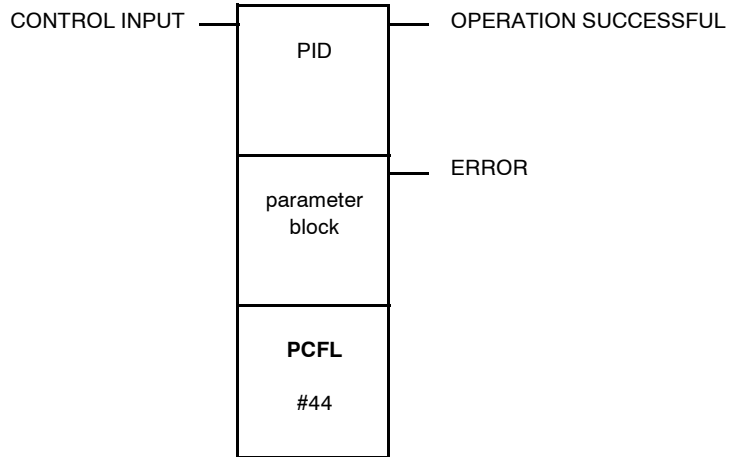 CONTROL INPUT
OPERATION SUCCESSFUL
PID
ERROR
parameter
block
PCFL
#44